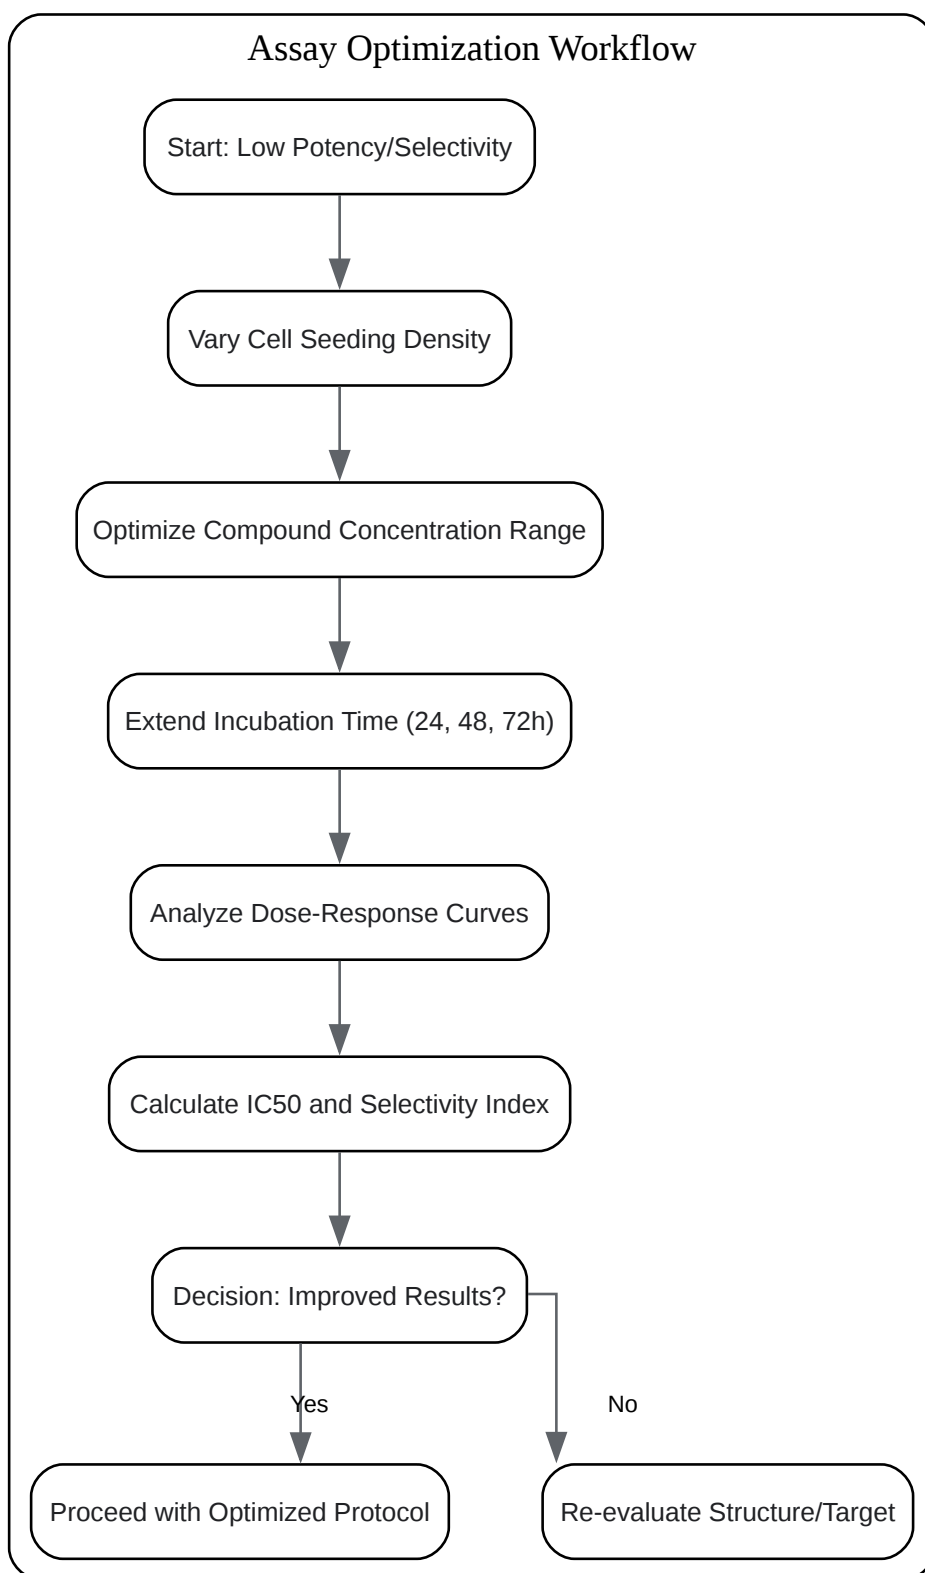 Assay Optimization Workflow
Start: Low Potency/Selectivity
Vary Cell Seeding Density
Optimize Compound Concentration Range
Extend Incubation Time (24, 48, 72h)
Analyze Dose-Response Curves
Calculate IC50 and Selectivity Index
Decision: Improved Results?
Yes
No
Proceed with Optimized Protocol
Re-evaluate Structure/Target